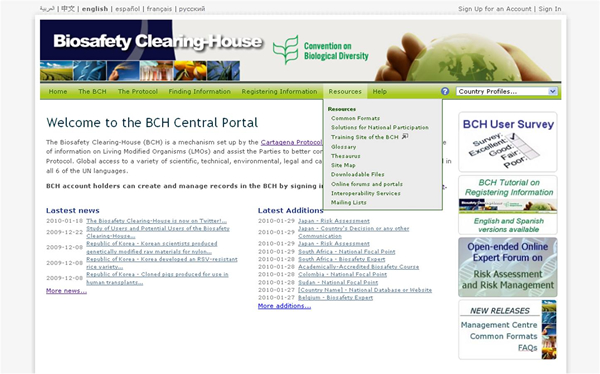 العربية | 中文 | english | español | français | русский
Sign Up for an Account | Sign In
Biosafety Clearing-House
Convention on
Biological Diversity
Home The BCH The Protocol Finding Information Registering Information Resources Help
Country Profiles...
Resources
Common Formats
Solutions for National Participation
Training Site of the BCH
Glossary
Thesaurus
Site Map
Downloadable Files
Online forums and portals
Interoperability Services
Mailing Lists
Welcome to the BCH Central Portal
The Biosafety Clearing-House (BCH) is a mechanism set up by the Cartagena Protocol
of information on Living Modified Organisms (LMOs) and assist the Parties to better co
Protocol. Global access to a variety of scientific, technical, environmental, legal and ca
all 6 of the UN languages.
BCH account holders can create and manage records in the BCH by signing in
Lastest news
2010-01-18 The Biosafety Clearing-House is now on Twitter!...
2009-12-22 Study of Users and Potential Users of the Biosafety
Clearing-House...
2009-12-08 Republic of Korea - Korean scientists produced
genetically modified raw materials for nylon...
2009-12-08 Republic of Korea - Korea developed an RSV-resistant
rice variety...
2009-12-08 Republic of Korea - Cloned pigs produced for use in
human transplants...
More news...
Latest Additions
2010-01-29 Japan - Risk Assessment
2010-01-29 Japan - Country's Decision or any other
Communication
2010-01-29 Japan - Risk Assessment
2010-01-29 South Africa - National Focal Point
2010-01-28 South Africa - Biosafety Expert
2010-01-28 Academically-Accredited Biosafety Course
2010-01-28 Colombia - National Focal Point
2010-01-28 Sudan - National Focal Point
2010-01-27 [Country Name] - National Database or Website
2010-01-27 Belgium - Biosafety Expert
More additions...
BCH User Survey
Survey:
Excellent
Good
Fair
Poor
BCH Tutorial on
Registering Information
English and Spanish
versions available
Open-ended Online
Expert Forum on
Risk Assessment
and Risk Management
NEW RELEASES
Management Centre
Common Formats
FAQs